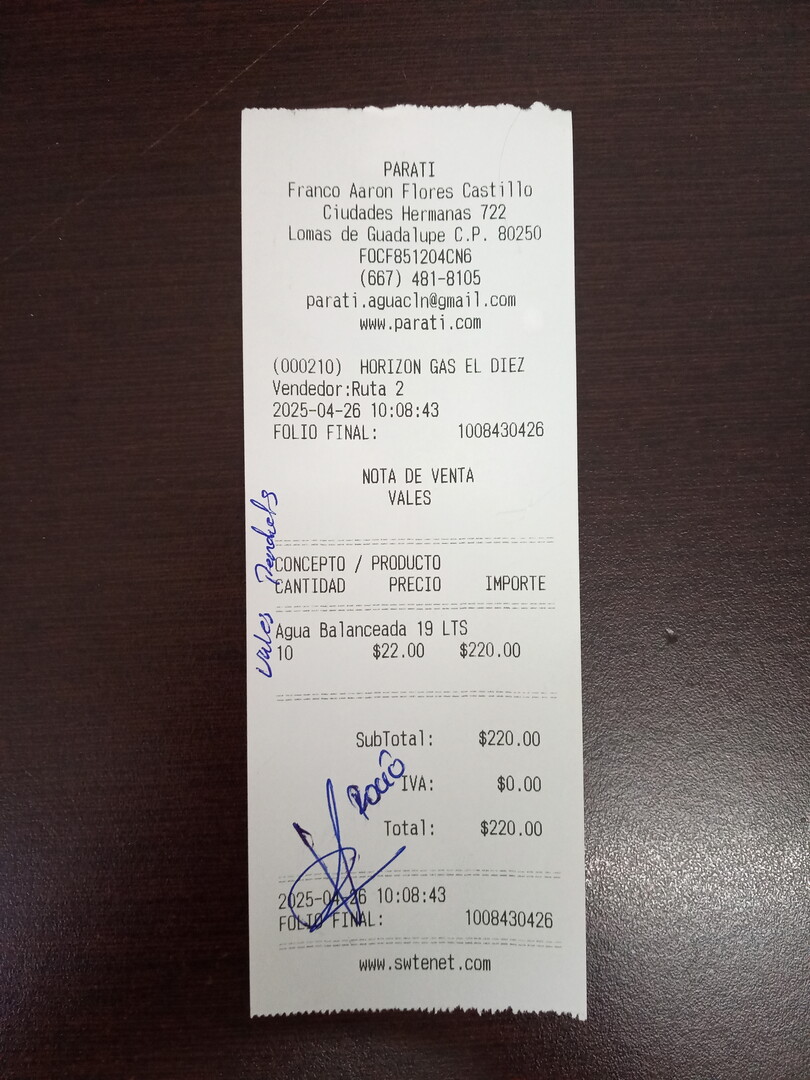 PARATI
Franco Aaron Flores Castillo
Ciudades Hermanas 722
Lomas de Guadalupe C.P. 80250
FOCF851204CN6
(667) 481-8105
parati.aguacln@gmail.com
www.parati.com
(000210) HORIZON GAS EL DIEZ
Vendedor:Ruta 2
2025-04-26 10:08:43
FOLIO FINAL: 1008430426
NOTA DE VENTA
VALES
CONCEPTO / PRODUCTO
CANTIDAD PRECIO IMPORTE
Agua Balanceada 19 LTS
10 $22.00 $220.00
Vales
SubTotal: $220.00
IVA: $0.00
Total: $220.00
2025-04-26 10:08:43
FOLIO FINAL: 1008430426
www.swtenet.com